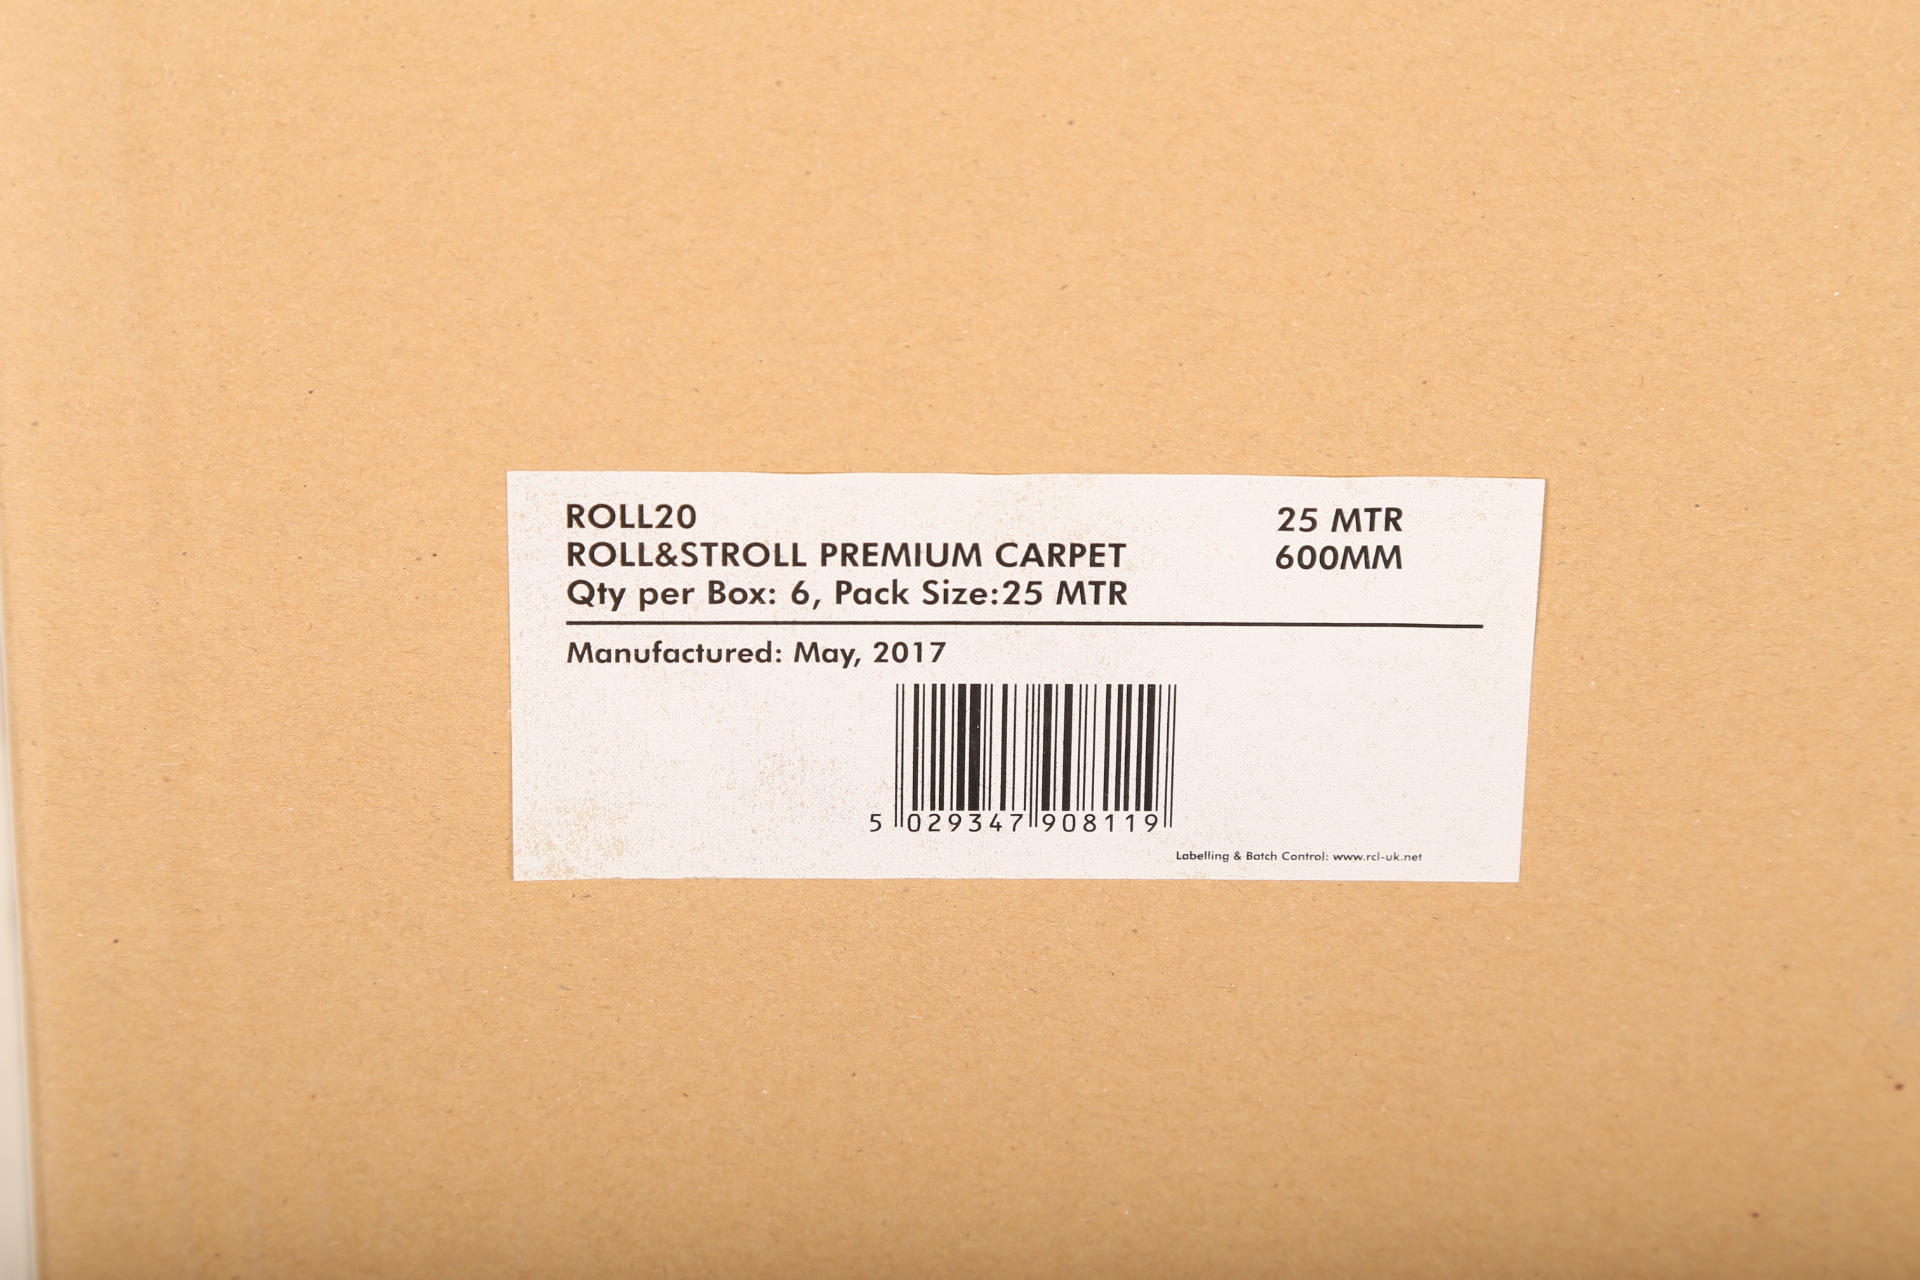 ROLL20 25 MTR
ROLL&STROLL PREMIUM CARPET 600MM
Qty per Box: 6, Pack Size:25 MTR
Manufactured: May, 2017
5 029347 908119
Labelling & Batch Control: www.rcl-uk.net